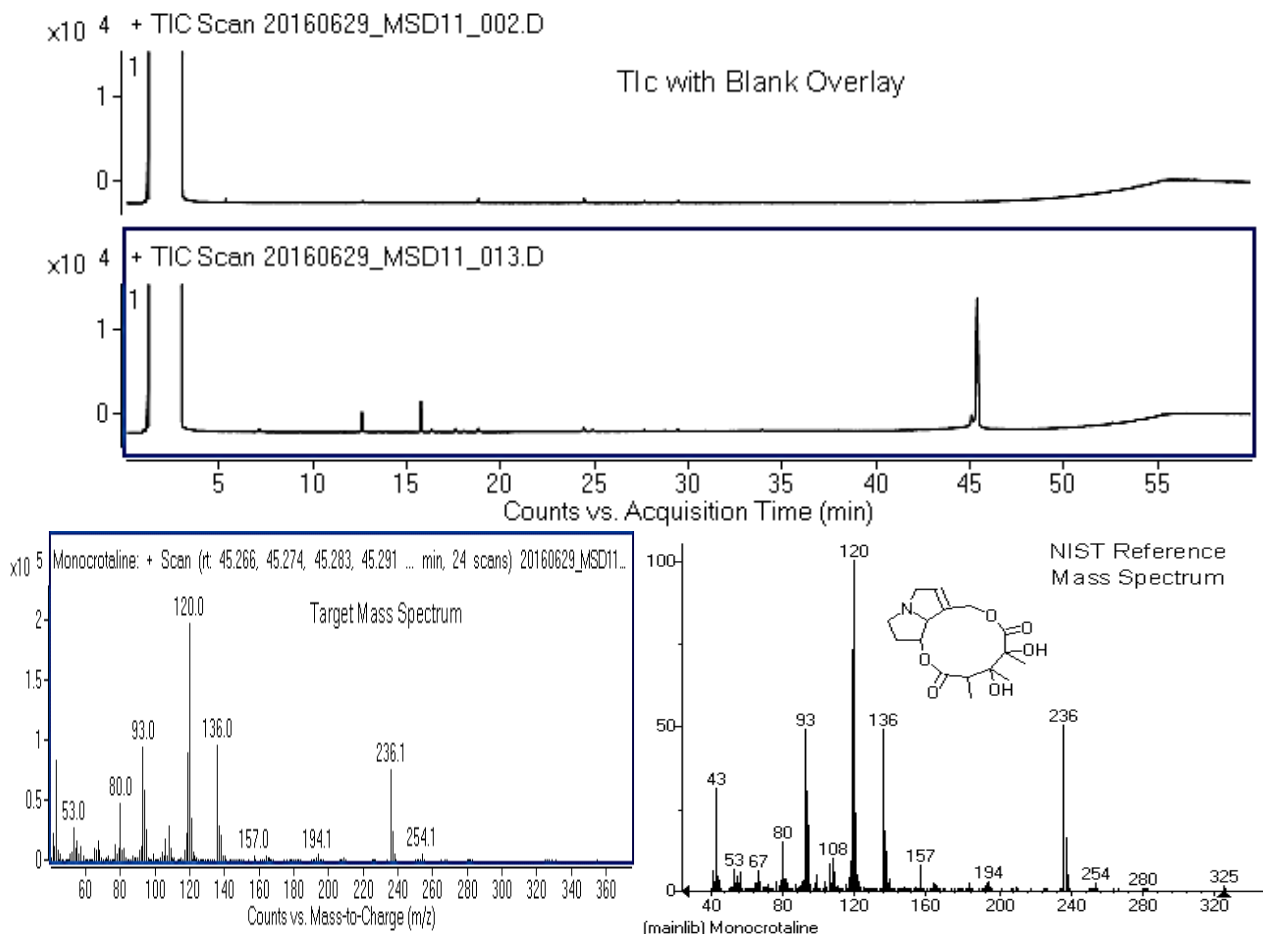 x10 4 + TIC Scan 20160629_MSD11_002.D
1
TIc with Blank Overlay
1
0
x10 4 + TIC Scan 20160629_MSD11_013.D
1
1
0
5 10 15 20 25 30 35 40 45 50 55
Counts vs. Acquisition Time (min)
x10 5 Monocrotaline: + Scan (rt: 45.266, 45.274, 45.283, 45.291 ... min, 24 scans) 20160629_MSD11...
Target Mass Spectrum
2
1.5
1
0.5
0
120.0
93.0
136.0
80.0
53.0
236.1
157.0
194.1
254.1
60 80 100 120 140 160 180 200 220 240 260 280 300 320 340 360
Counts vs. Mass-to-Charge (m/z)
NIST Reference
Mass Spectrum
100
50
0
120
93
136
236
43
80
53
67
108
157
194
254
280
325
N
O
O
OH
O
O
OH
40 80 120 160 200 240 280 320
(mainlib) Monocrotaline